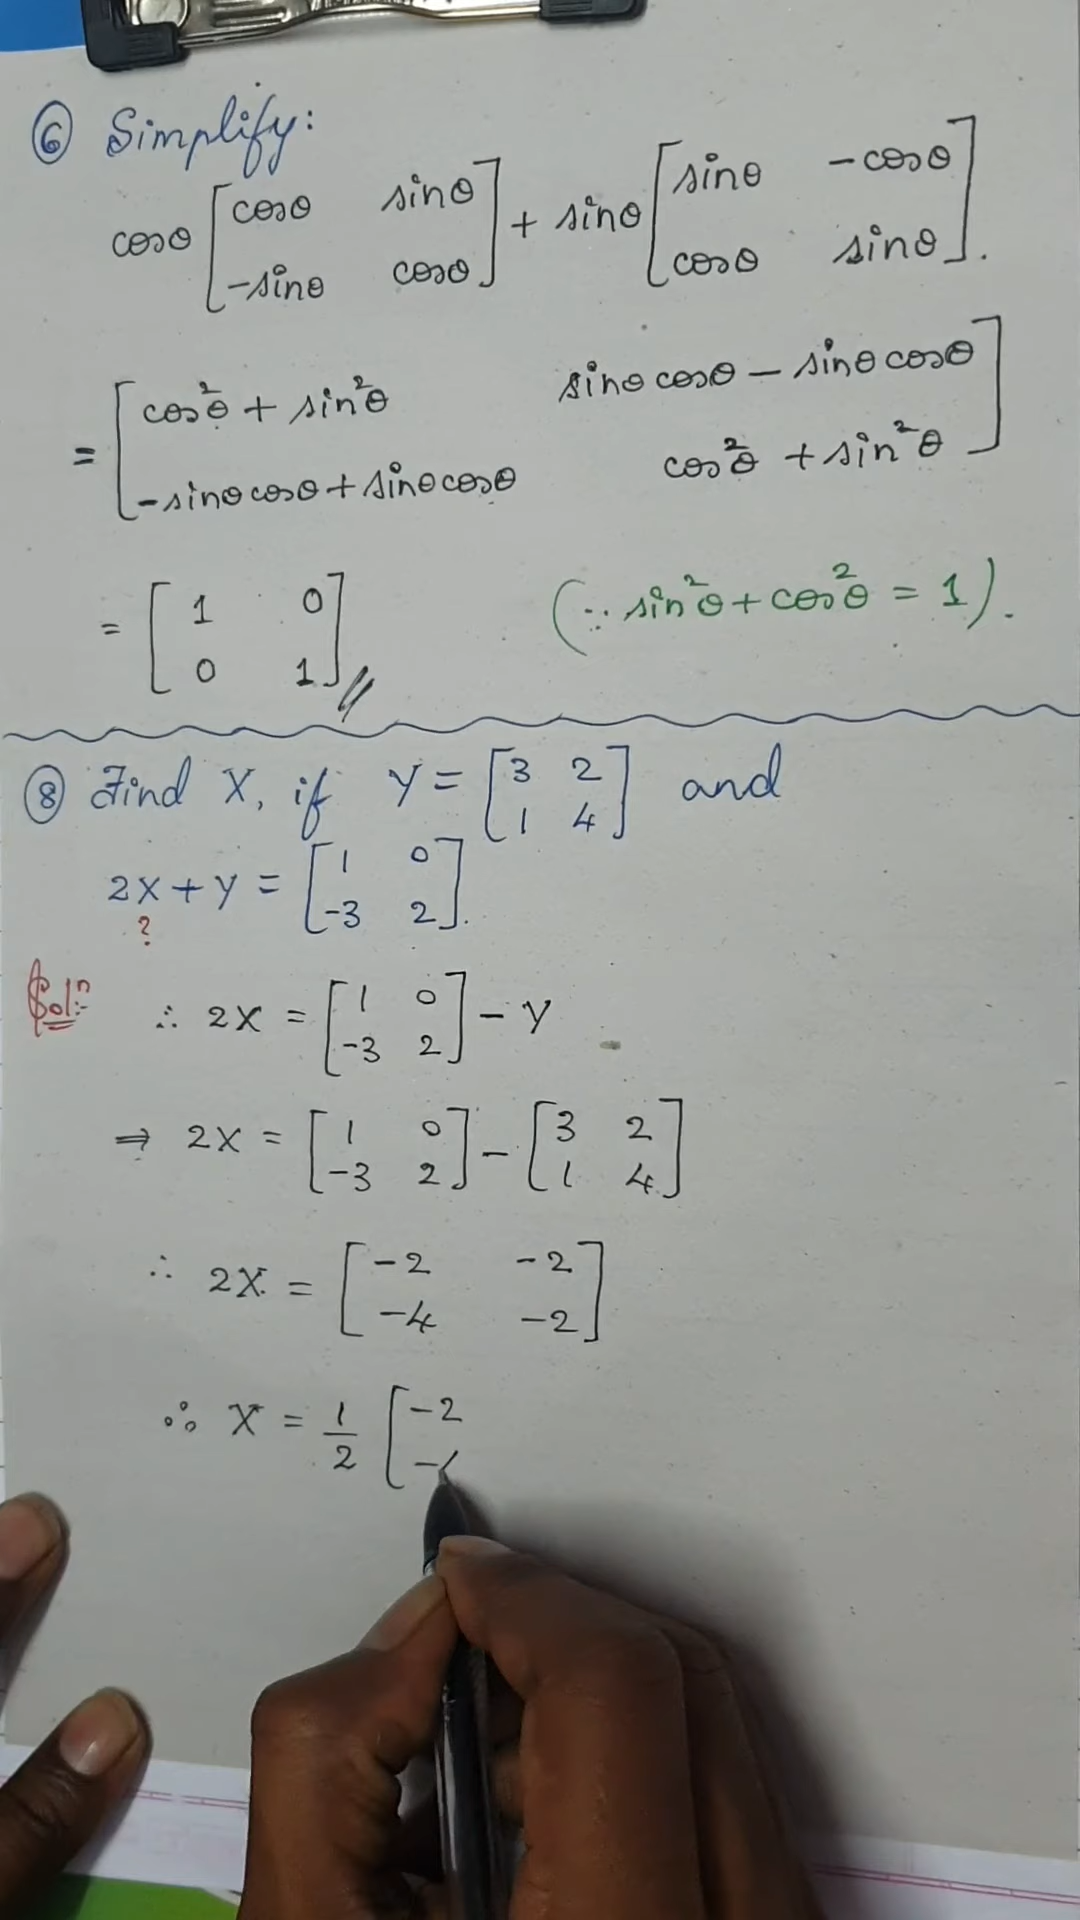 ⑥ Simplify:
cosθ [cosθ sinθ -sinθ cosθ] + sinθ [sinθ -cosθ cosθ sinθ].
= [cos²θ + sin²θ sinθ cosθ - sinθ cosθ -sinθ cosθ + sinθ cosθ cos²θ + sin²θ]
= [1 0 0 1] (∵ sin²θ + cos²θ = 1).
⑧ Find X, if Y = [3 2 1 4] and
2X + Y = [1 0 -3 2].
?
Solⁿ:- ∴ 2X = [1 0 -3 2] - Y
⇒ 2X = [1 0 -3 2] - [3 2 1 4]
∴ 2X = [-2 -2 -4 -2]
∴ X = 1/2 [-2
-